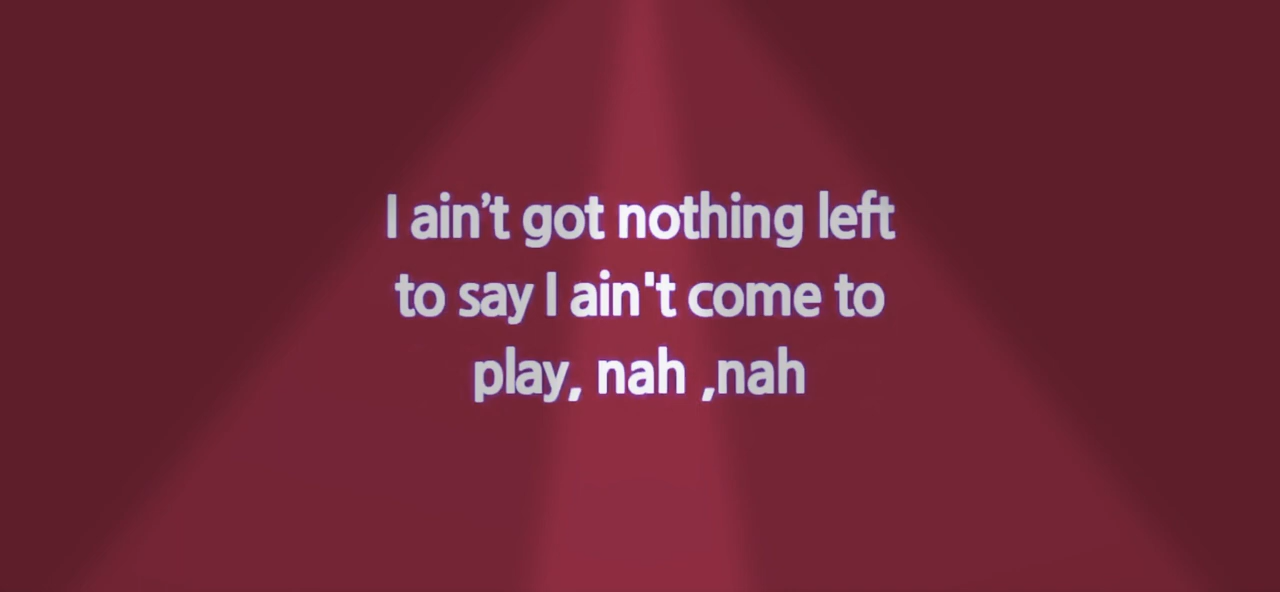 I ain’t got nothing left
to say I ain't come to
play, nah ,nah